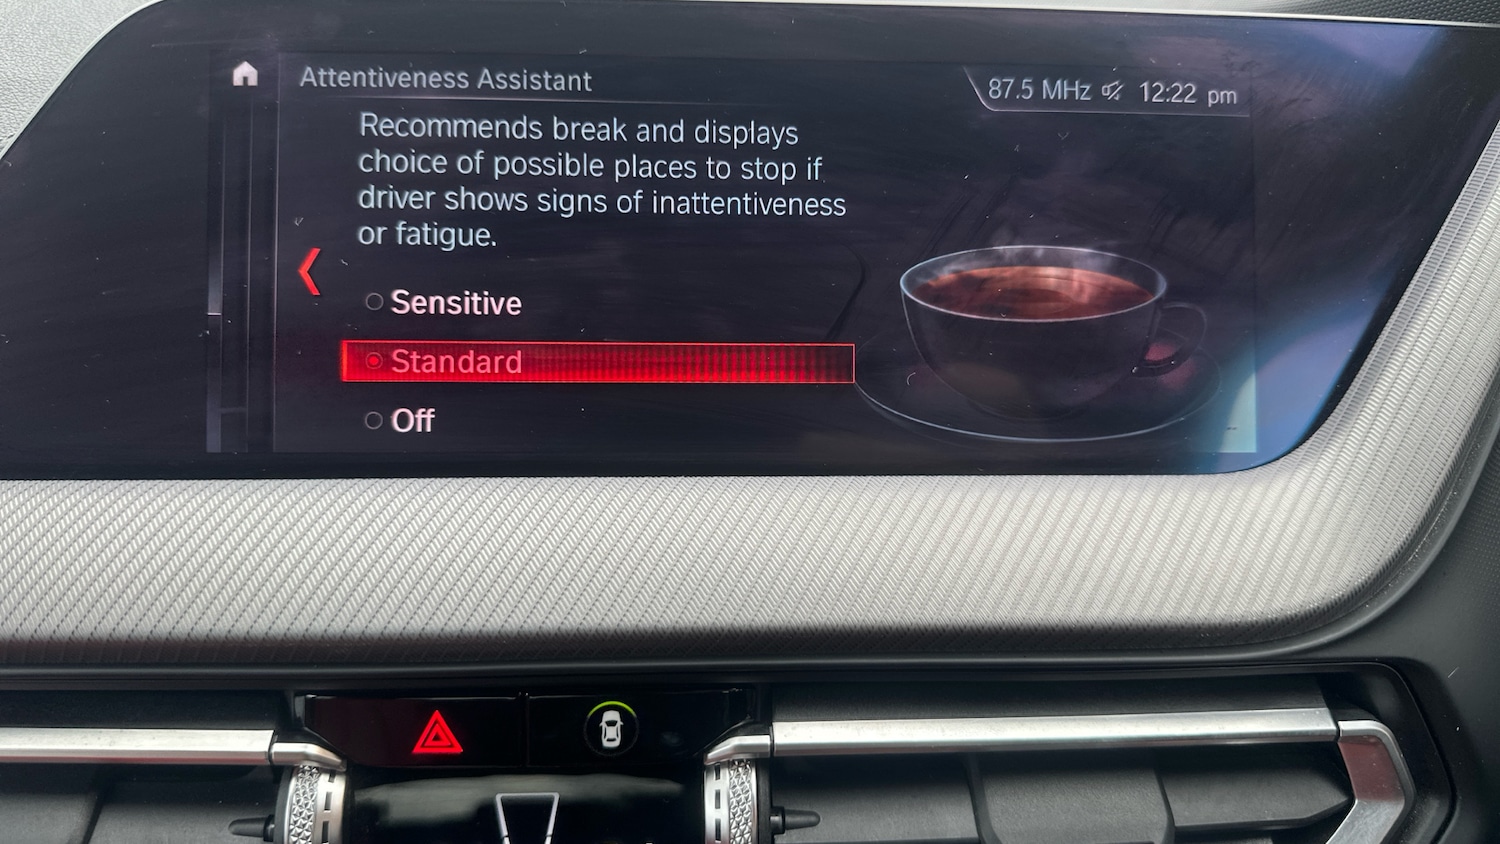 Attentiveness Assistant
87.5 MHz 12:22 pm
Recommends break and displays
choice of possible places to stop if
driver shows signs of inattentiveness
or fatigue.
Sensitive
Standard
Off